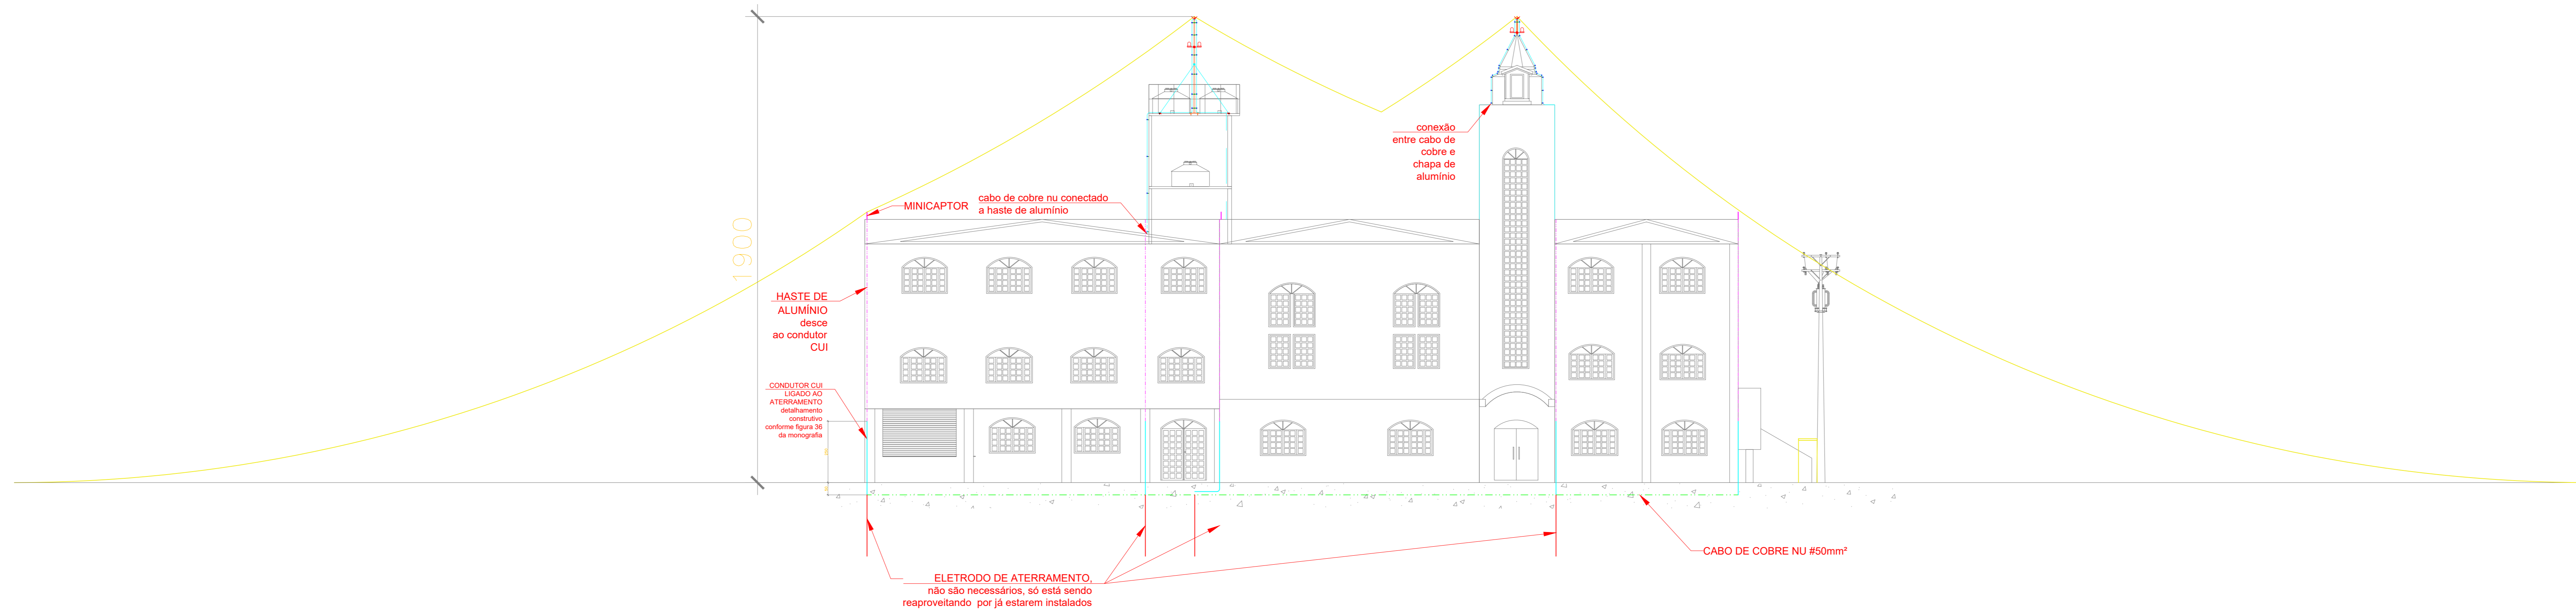 conexão
entre cabo de
cobre e
chapa de
alumínio
cabo de cobre nu conectado
a haste de alumínio
MINICAPTOR
1900
HASTE DE
ALUMÍNIO
desce
ao condutor
CUI
CONDUTOR CUI
LIGADO AO
ATERRAMENTO
detalhamento
construtivo
conforme figura 36
da monografia
CABO DE COBRE NU #50mm²
ELETRODO DE ATERRAMENTO,
não são necessários, só está sendo
reaproveitando por já estarem instalados